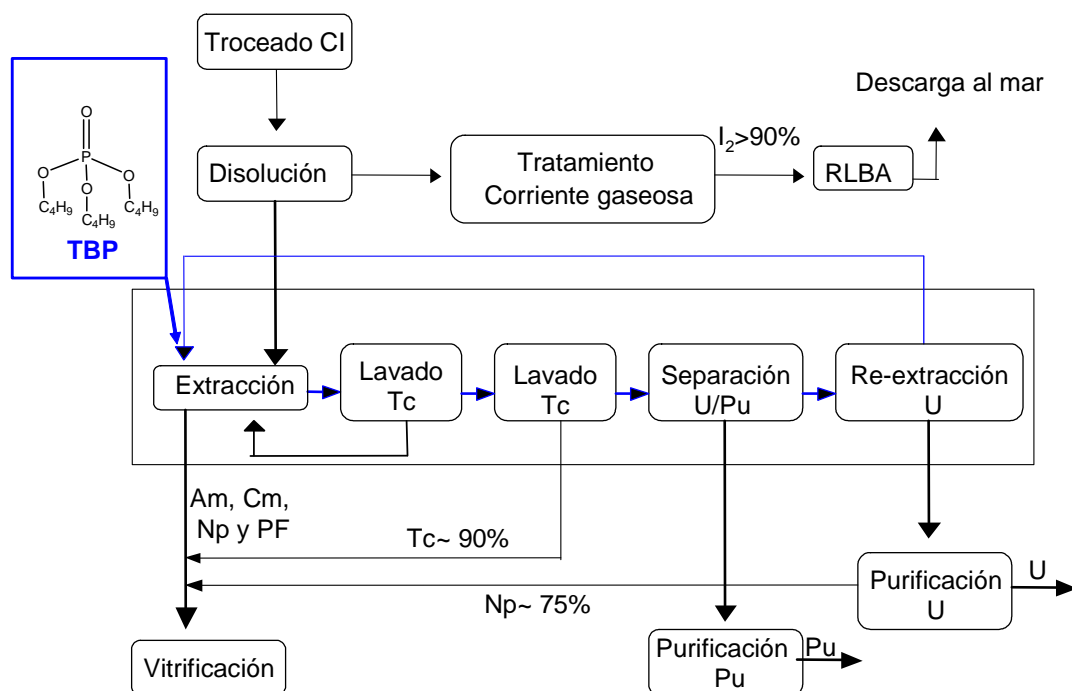 Troceado CI
Descarga al mar
O
P
O
O
O
C4H9
C4H9
C4H9
TBP
Disolución
Tratamiento
Corriente gaseosa
I2>90%
RLBA
Extracción
Lavado
Tc
Lavado
Tc
Separación
U/Pu
Re-extracción
U
Am, Cm,
Np y PF
Tc~ 90%
Np~ 75%
Purificación
U
U
Vitrificación
Purificación
Pu
Pu